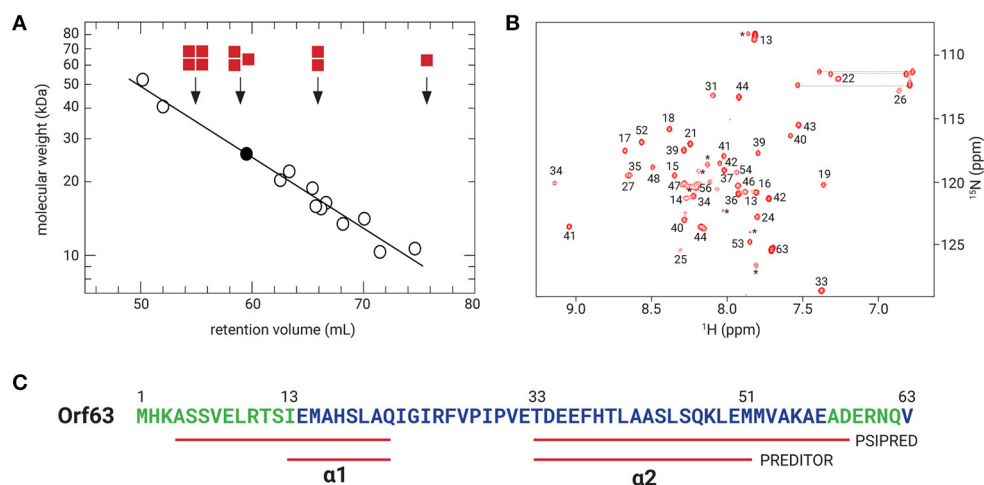 A
molecular weight (kDa)
80
70
60
50
40
30
20
10
50
60
70
80
retention volume (mL)
B
* 13
110
22
26
31 44
115
18 43
17 52 21 40
39 41 39
34 35 15 * 42 54 19
27 48 * 37
47 56 46 16
120
14 * 34 36 13 42
41 40 * 24
44 * 63
25 53
125
*
33
9.0
8.5
8.0
7.5
7.0
¹H (ppm)
¹⁵N (ppm)
C
1 13 33 51 63
Orf63 MHKASSVELRTSIEMAHSLAQIGIRFVPIPVETDEEFHTLAASLSQKLEMMVAKAEADERNQV
PSIPRED
PREDITOR
α1 α2